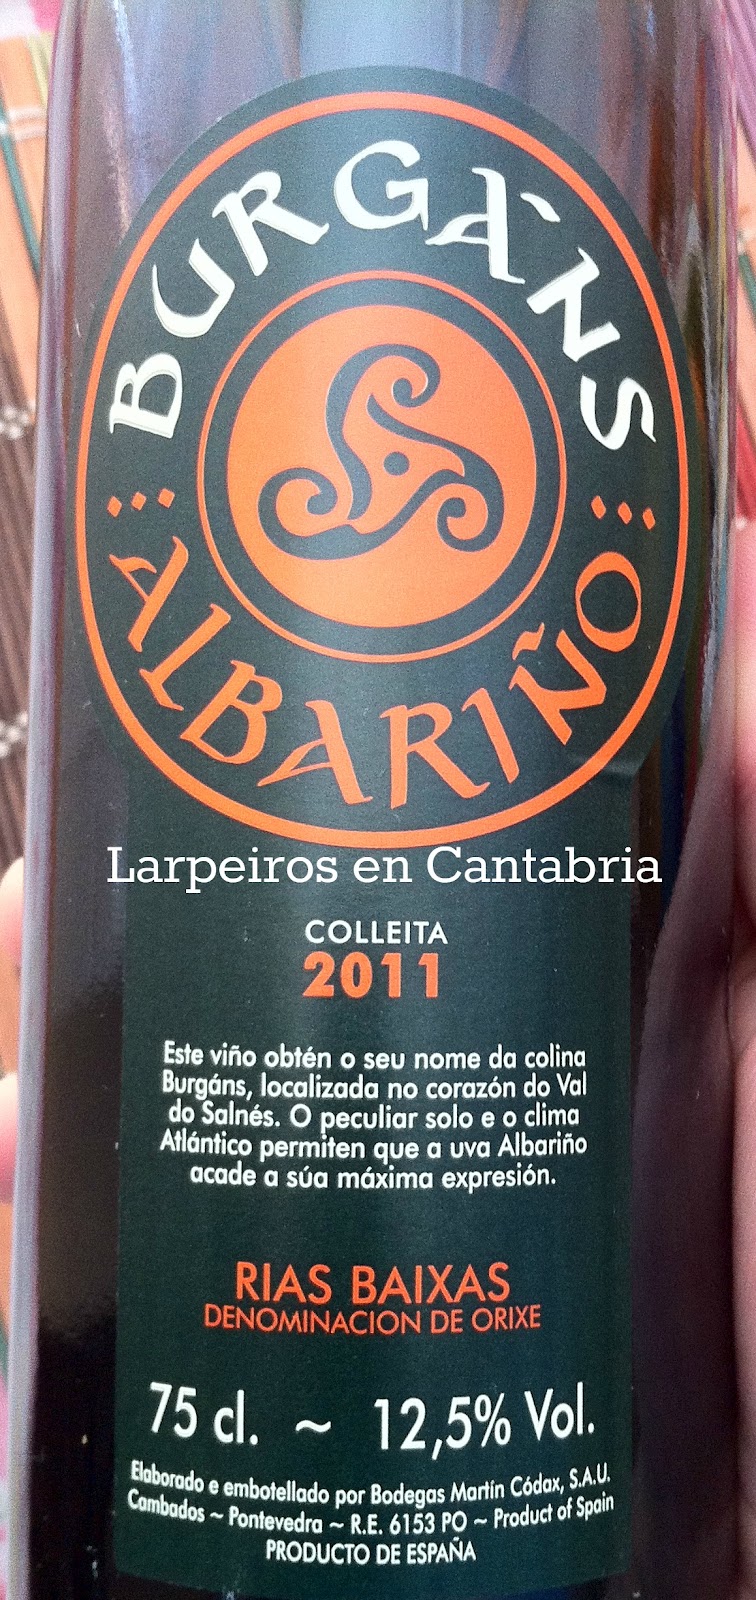 BURGÁNS
ALBARIÑO
Larpeiros en Cantabria
COLLEITA
2011
Este viño obtén o seu nome da colina
Burgáns, localizada no corazón do Val
do Salnés. O peculiar solo e o clima
Atlántico permiten que a uva Albariño
acade a súa máxima expresión.
RIAS BAIXAS
DENOMINACION DE ORIXE
75 cl. ~ 12,5% Vol.
Elaborado e embotellado por Bodegas Martín Códax, S.A.U.
Cambados ~ Pontevedra ~ R.E. 6153 PO ~ Product of Spain
PRODUCTO DE ESPAÑA